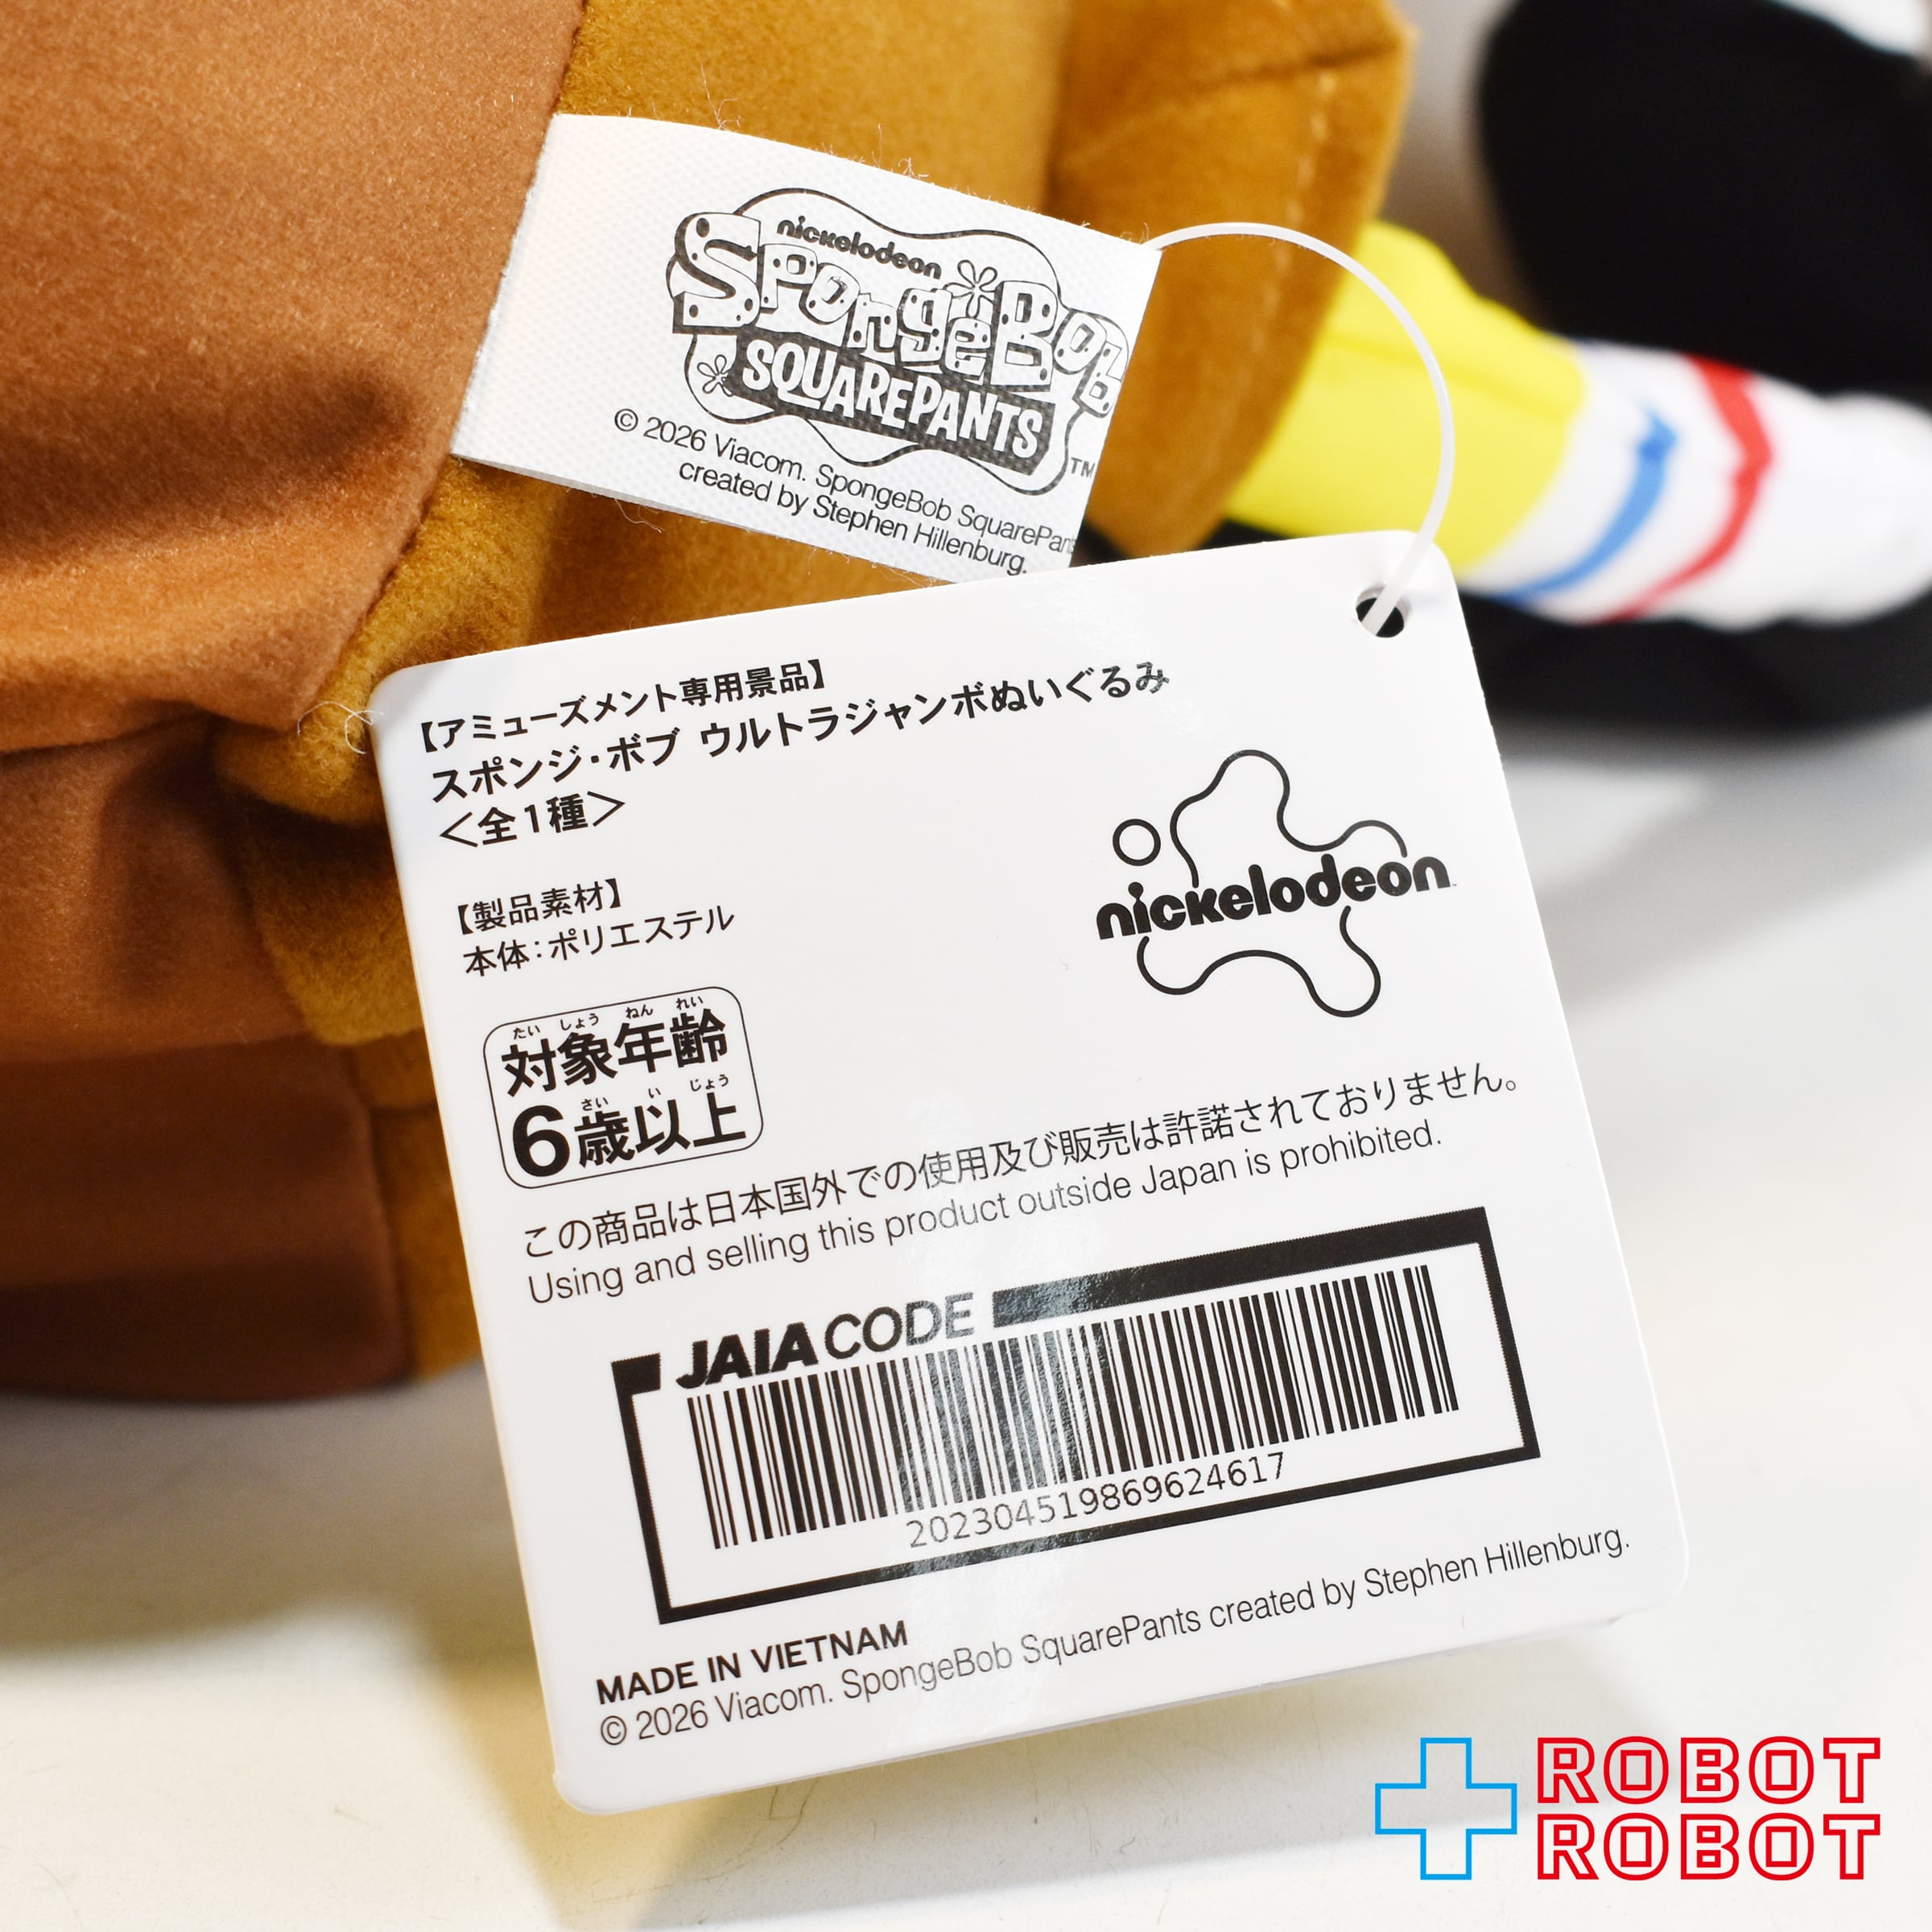 nickelodeon
SpongeBob
SQUAREPANTS
TM
© 2026 Viacom. SpongeBob SquarePants
created by Stephen Hillenburg.
【アミューズメント専用景品】
スポンジ・ボブ ウルトラジャンボぬいぐるみ
＜全1種＞
【製品素材】
本体：ポリエステル
nickelodeon
たい しょう ねん れい
対象年齢
さい い じょう
6歳以上
この商品は日本国外での使用及び販売は許諾されておりません。
Using and selling this product outside Japan is prohibited.
JAIA CODE
202304519869624617
MADE IN VIETNAM
© 2026 Viacom. SpongeBob SquarePants created by Stephen Hillenburg.
ROBOT
ROBOT